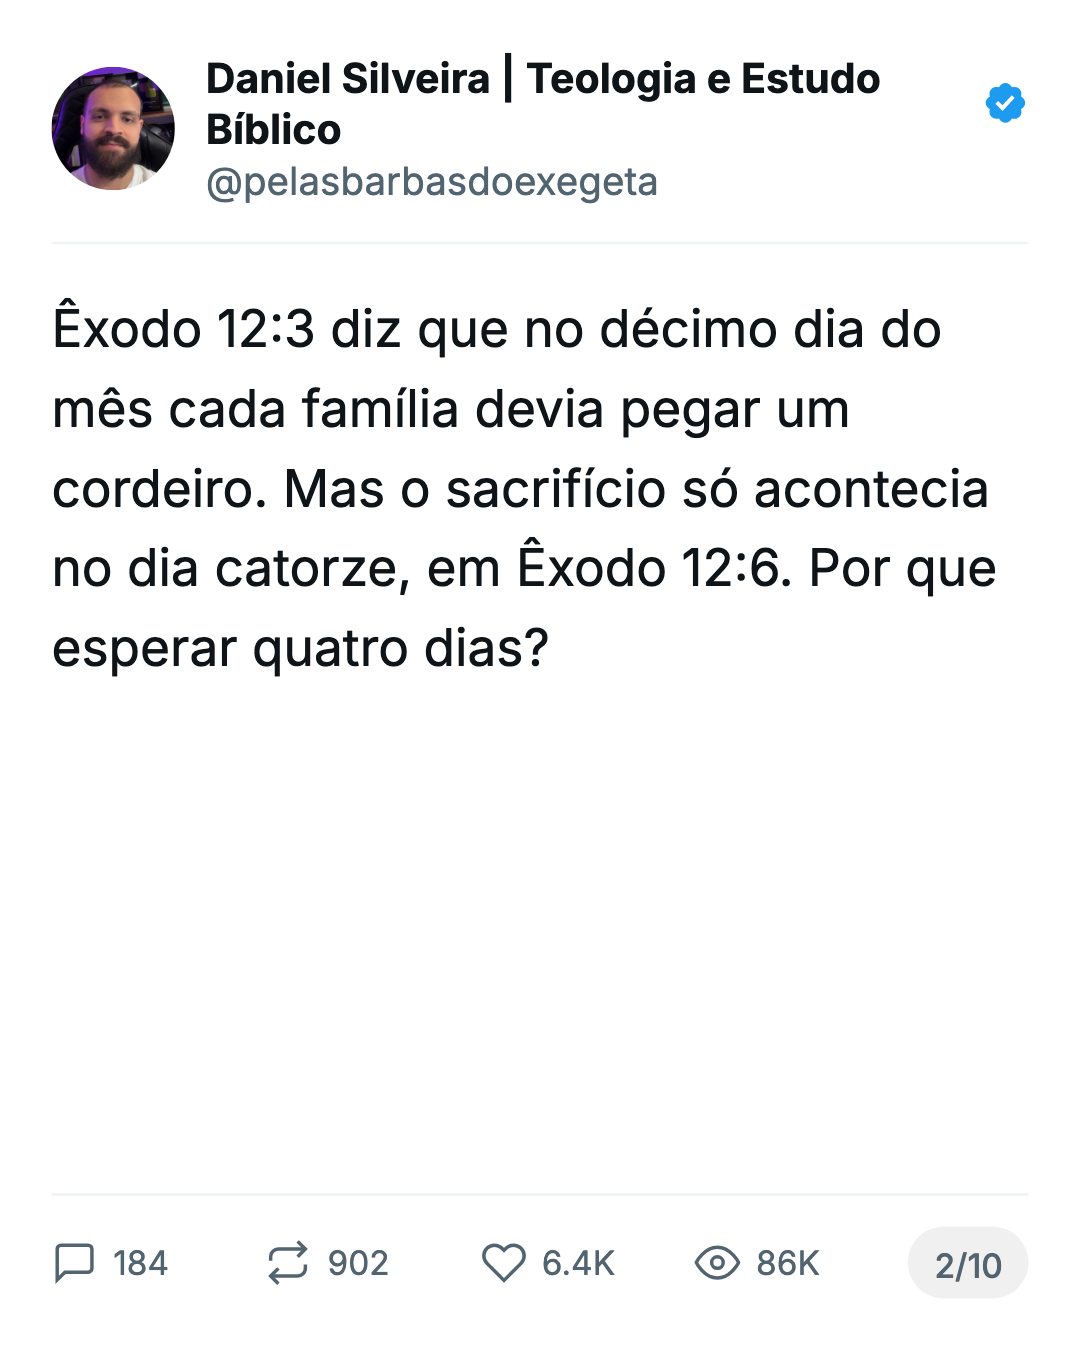 Daniel Silveira | Teologia e Estudo
Bíblico
@pelasbarbasdoexegeta
Êxodo 12:3 diz que no décimo dia do
mês cada família devia pegar um
cordeiro. Mas o sacrifício só acontecia
no dia catorze, em Êxodo 12:6. Por que
esperar quatro dias?
184 902 6.4K 86K 2/10